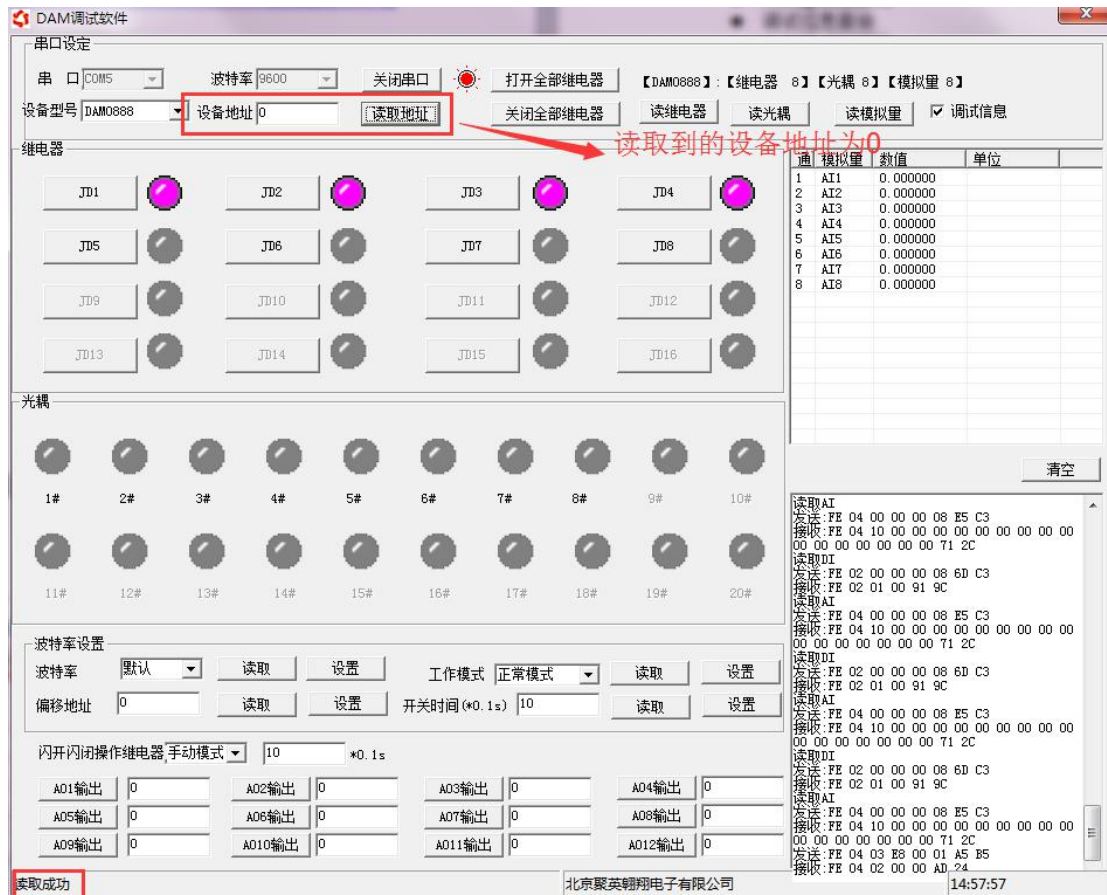 DAM调试软件
串口设定
串 口 COM5 波特率 9600 关闭串口 打开全部继电器 【DAM0888】:【继电器 8】【光耦 8】【模拟量 8】
设备型号 DAM0888 设备地址 0 读取地址 关闭全部继电器 读继电器 读光耦 读模拟量 调试信息
读取到的设备地址为0
继电器
JD1 JD2 JD3 JD4
JD5 JD6 JD7 JD8
JD9 JD10 JD11 JD12
JD13 JD14 JD15 JD16
通 模拟量 数值 单位
1 AI1 0.000000
2 AI2 0.000000
3 AI3 0.000000
4 AI4 0.000000
5 AI5 0.000000
6 AI6 0.000000
7 AI7 0.000000
8 AI8 0.000000
光耦
1# 2# 3# 4# 5# 6# 7# 8# 9# 10#
11# 12# 13# 14# 15# 16# 17# 18# 19# 20#
清空
读取AI
发送:FE 04 00 00 00 08 E5 C3
接收:FE 04 10 00 00 00 00 00 00 00 00 00
00 00 00 00 00 00 00 71 2C
读取DI
发送:FE 02 00 00 00 08 6D C3
接收:FE 02 01 00 91 9C
读取AI
发送:FE 04 00 00 00 08 E5 C3
接收:FE 04 10 00 00 00 00 00 00 00 00 00
00 00 00 00 00 00 00 71 2C
读取DI
发送:FE 02 00 00 00 08 6D C3
接收:FE 02 01 00 91 9C
读取AI
发送:FE 04 00 00 00 08 E5 C3
接收:FE 04 10 00 00 00 00 00 00 00 00 00
00 00 00 00 00 00 00 71 2C
读取DI
发送:FE 02 00 00 00 08 6D C3
接收:FE 02 01 00 91 9C
读取AI
发送:FE 04 00 00 00 08 E5 C3
接收:FE 04 10 00 00 00 00 00 00 00 00 00
00 00 00 00 00 00 00 71 2C
发送:FE 04 03 E8 00 01 A5 B5
接收:FE 04 02 00 00 AD 24
波特率设置
波特率 默认 读取 设置 工作模式 正常模式 读取 设置
偏移地址 0 读取 设置 开关时间(*0.1s) 10 读取 设置
闪开闪闭操作继电器 手动模式 10 *0.1s
AO1输出 0 AO2输出 0 AO3输出 0 AO4输出 0
AO5输出 0 AO6输出 0 AO7输出 0 AO8输出 0
AO9输出 0 AO10输出 0 AO11输出 0 AO12输出 0
读取成功 北京聚英翱翔电子有限公司 14:57:57